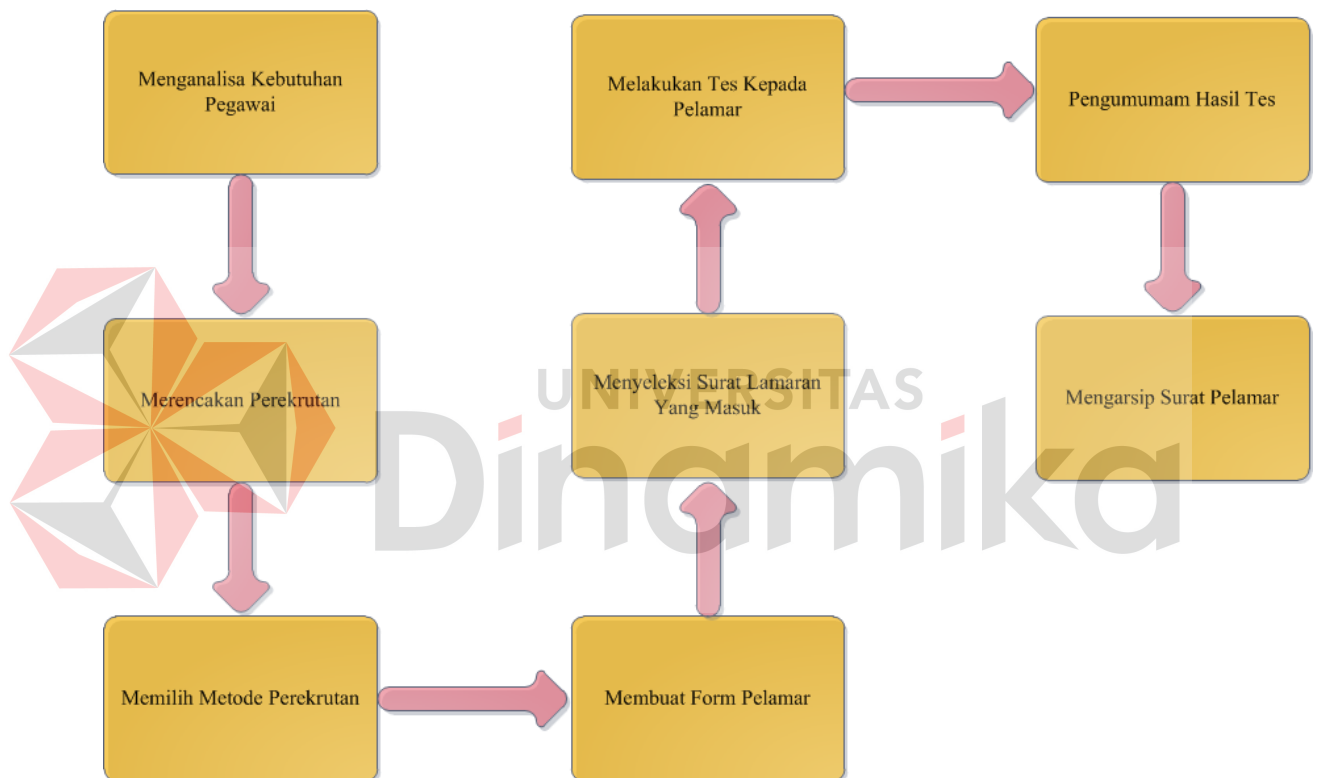 Menganalisa Kebutuhan
Pegawai
Merencakan Perekrutan
Memilih Metode Perekrutan
Membuat Form Pelamar
Menyeleksi Surat Lamaran
Yang Masuk
Melakukan Tes Kepada
Pelamar
Pengumumam Hasil Tes
Mengarsip Surat Pelamar
UNIVERSITAS
Dinamika